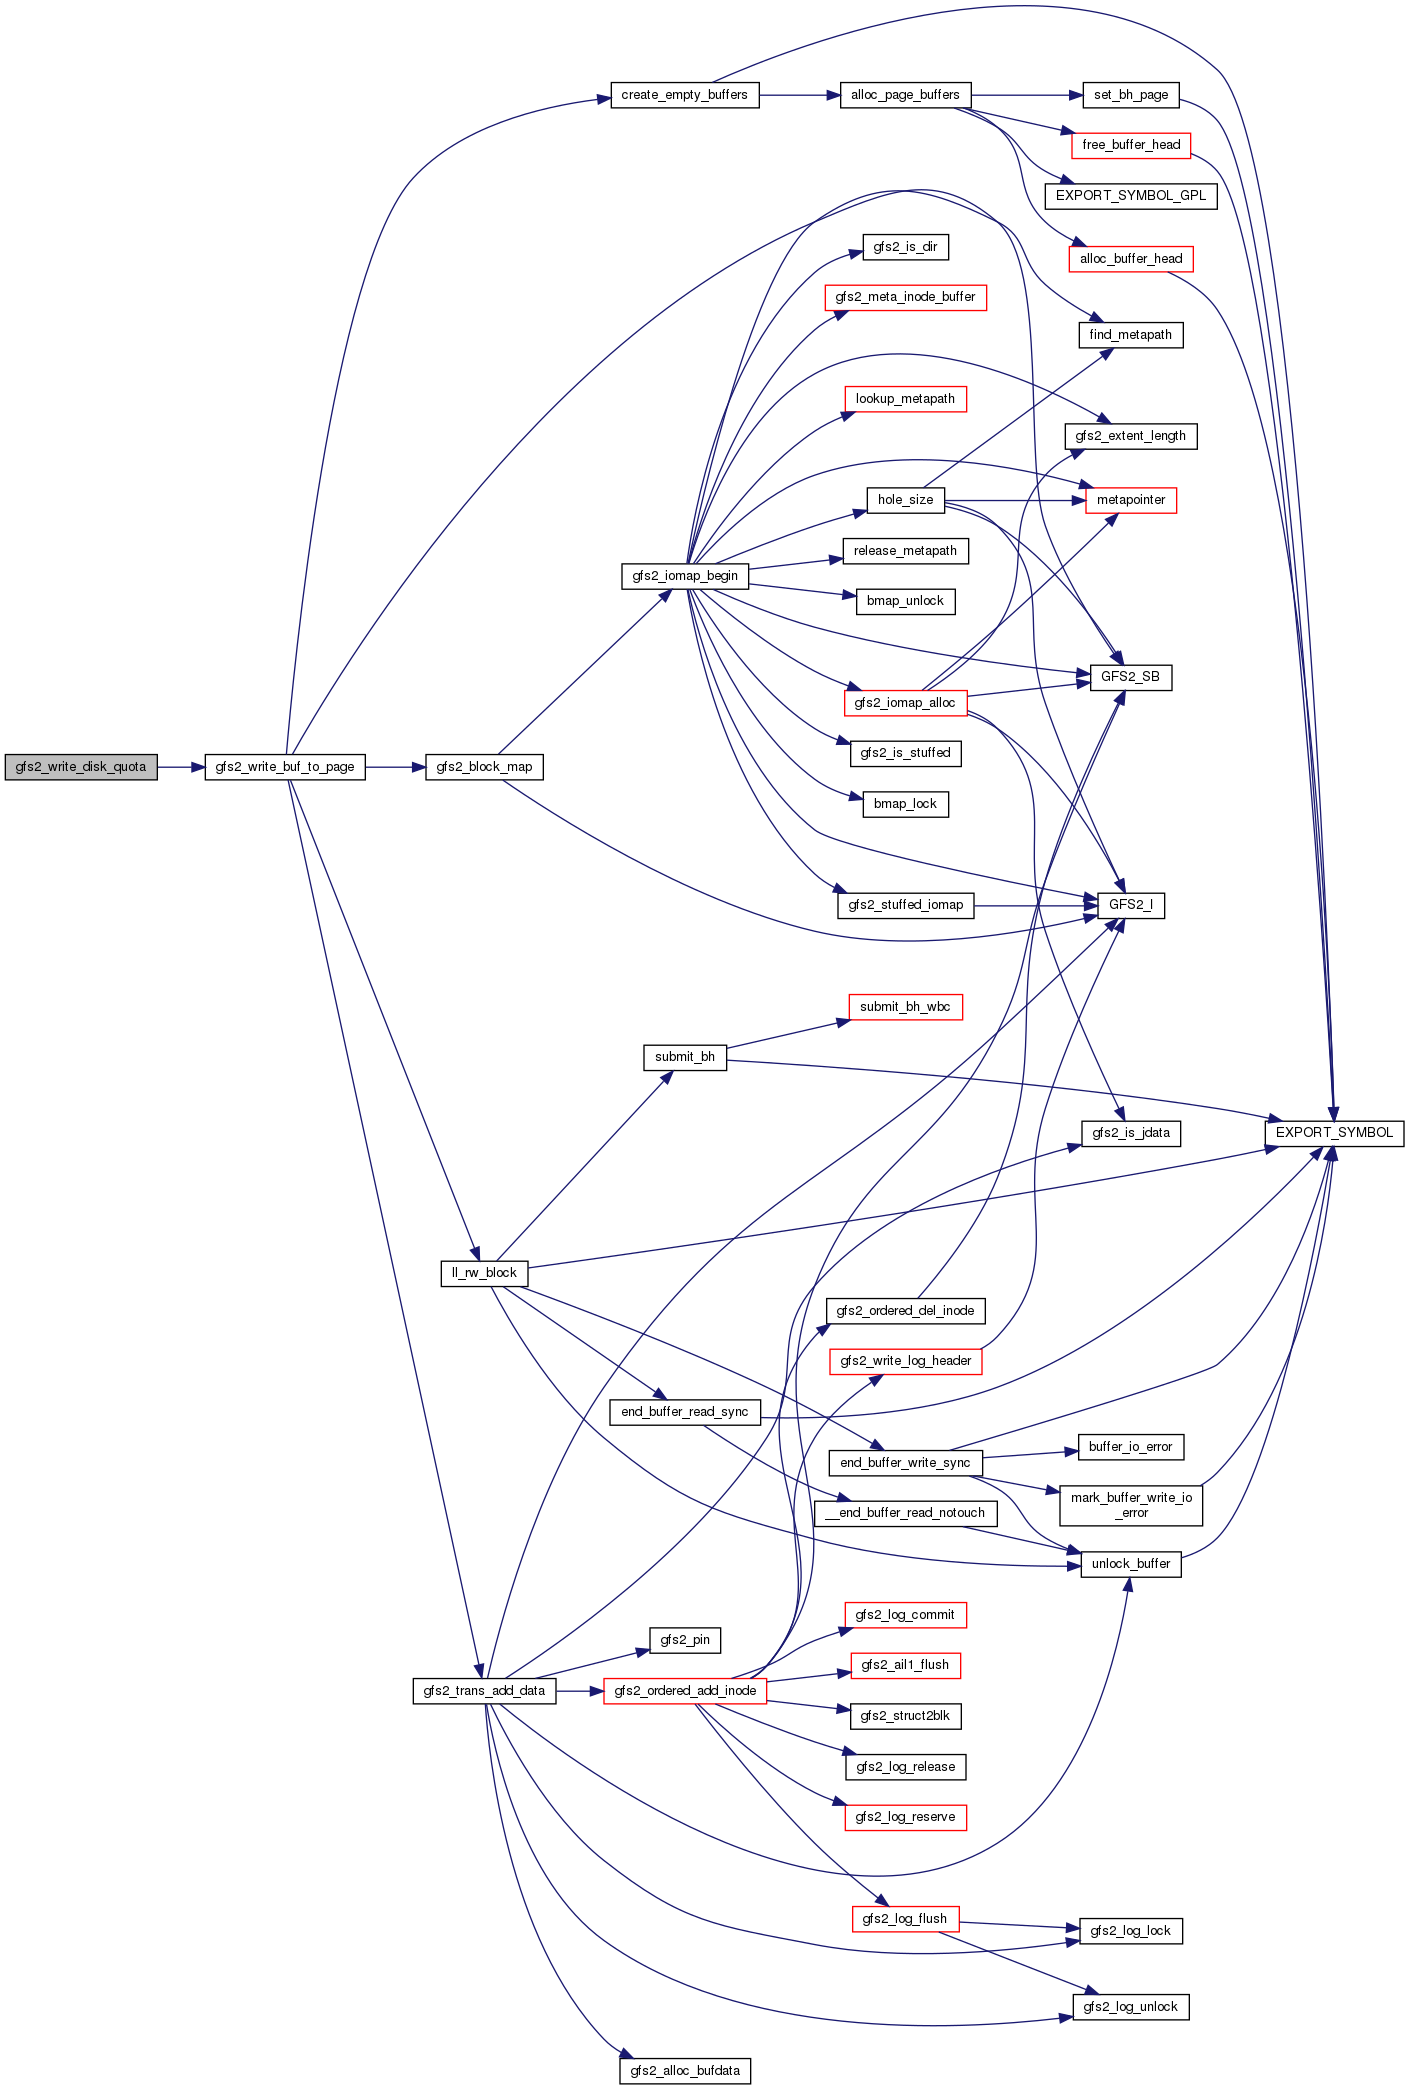 create_empty_buffers
alloc_page_buffers
set_bh_page
free_buffer_head
EXPORT_SYMBOL_GPL
gfs2_is_dir
alloc_buffer_head
gfs2_meta_inode_buffer
find_metapath
lookup_metapath
gfs2_extent_length
hole_size
metapointer
release_metapath
gfs2_iomap_begin
bmap_unlock
GFS2_SB
gfs2_iomap_alloc
gfs2_is_stuffed
gfs2_write_disk_quota
gfs2_write_buf_to_page
gfs2_block_map
bmap_lock
gfs2_stuffed_iomap
GFS2_I
submit_bh_wbc
submit_bh
gfs2_is_jdata
EXPORT_SYMBOL
ll_rw_block
gfs2_ordered_del_inode
gfs2_write_log_header
end_buffer_read_sync
buffer_io_error
end_buffer_write_sync
mark_buffer_write_io
_error
__end_buffer_read_notouch
unlock_buffer
gfs2_log_commit
gfs2_pin
gfs2_ail1_flush
gfs2_trans_add_data
gfs2_ordered_add_inode
gfs2_struct2blk
gfs2_log_release
gfs2_log_reserve
gfs2_log_flush
gfs2_log_lock
gfs2_log_unlock
gfs2_alloc_bufdata